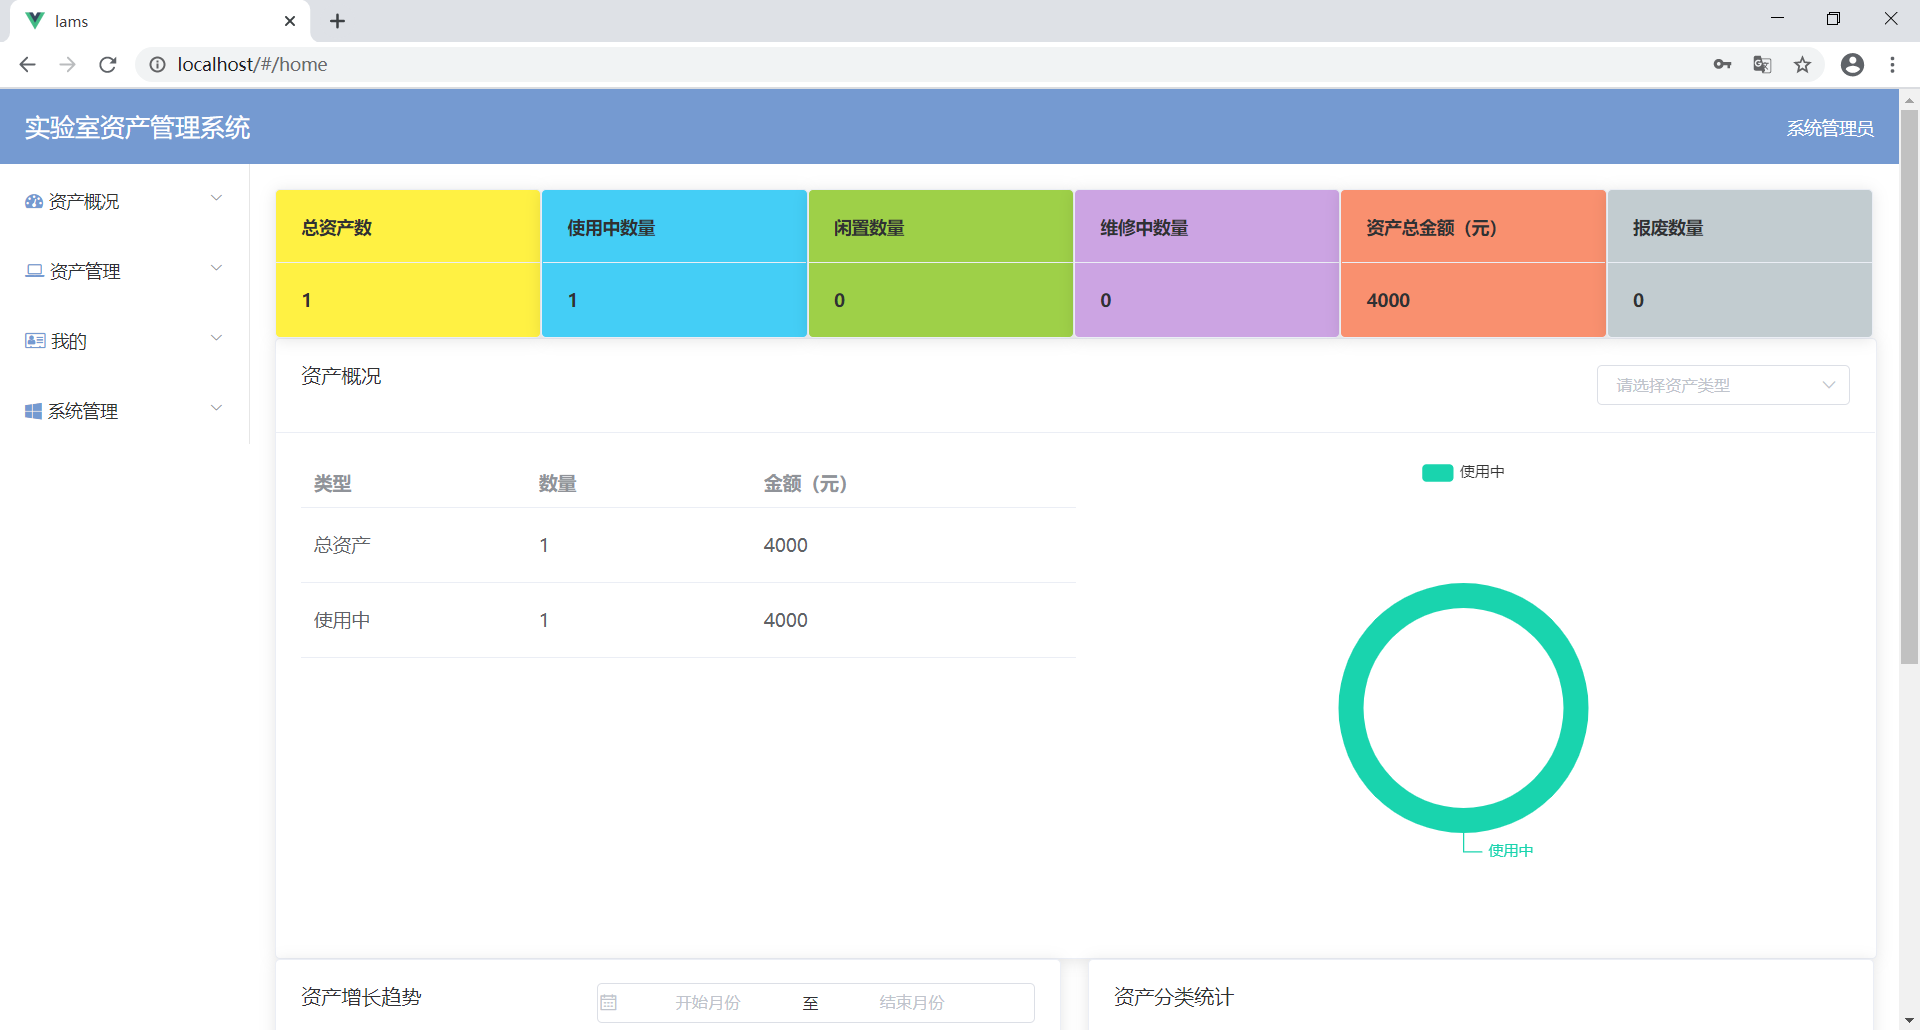 lams
localhost/#/home
实验室资产管理系统
系统管理员
资产概况
资产管理
我的
系统管理
总资产数
使用中数量
闲置数量
维修中数量
资产总金额（元）
报废数量
1
1
0
0
4000
0
资产概况
请选择资产类型
类型 数量 金额（元）
总资产 1 4000
使用中 1 4000
使用中
使用中
资产增长趋势
开始月份 至 结束月份
资产分类统计